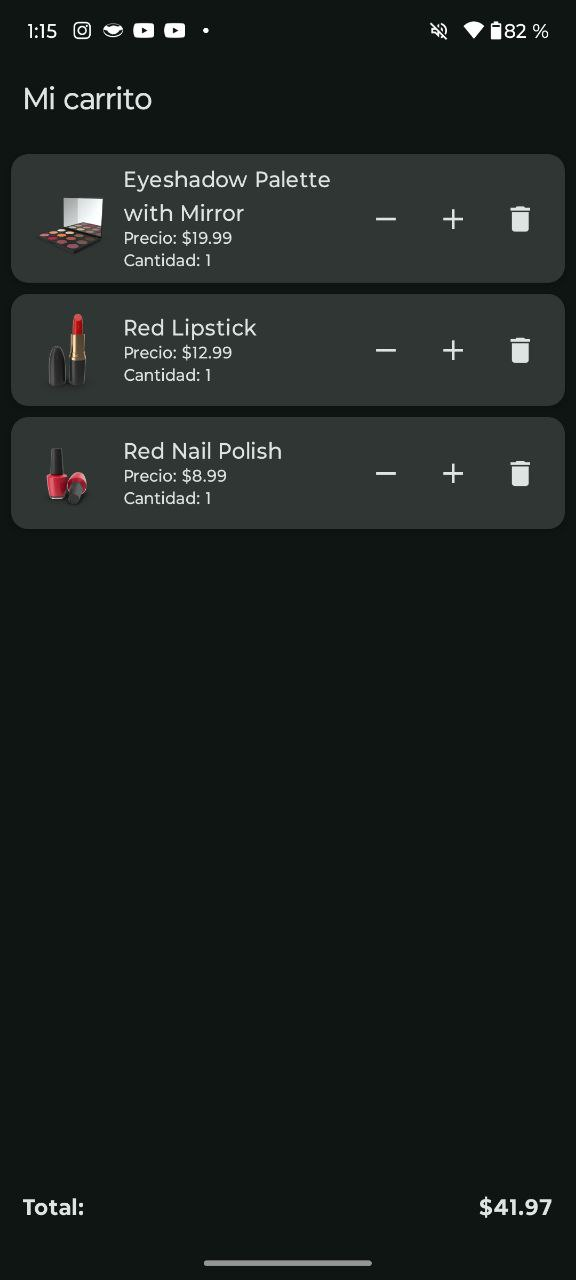 1:15
82 %
Mi carrito
Eyeshadow Palette
with Mirror
Precio: $19.99
Cantidad: 1
Red Lipstick
Precio: $12.99
Cantidad: 1
Red Nail Polish
Precio: $8.99
Cantidad: 1
Total:
$41.97